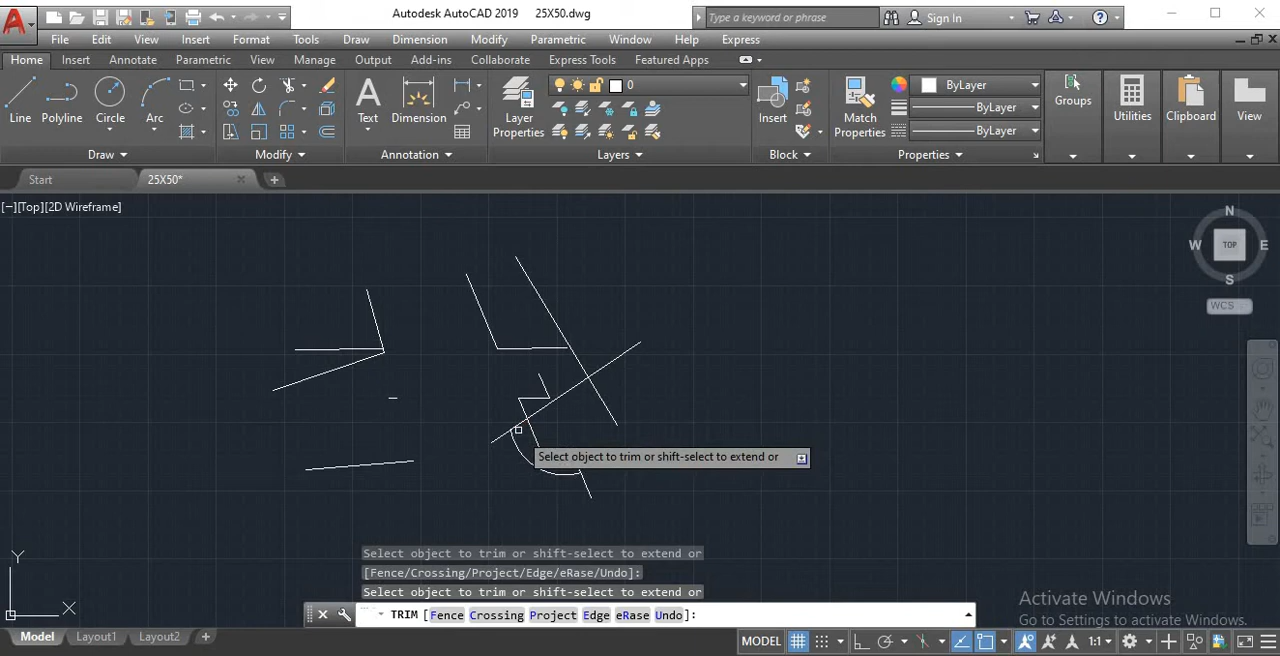 Autodesk AutoCAD 2019 25X50.dwg
Type a keyword or phrase
Sign In
File Edit View Insert Format Tools Draw Dimension Modify Parametric Window Help Express
Home Insert Annotate Parametric View Manage Output Add-ins Collaborate Express Tools Featured Apps
0
ByLayer
ByLayer
ByLayer
Line Polyline Circle Arc
Text Dimension
Layer Properties
Insert
Match Properties
Groups Utilities Clipboard View
Draw Modify Annotation Layers Block Properties
Start 25X50*
[−][Top][2D Wireframe]
N
W TOP E
S
WCS
Select object to trim or shift-select to extend or
Y
X
Select object to trim or shift-select to extend or
[Fence/Crossing/Project/Edge/eRase/Undo]:
Select object to trim or shift-select to extend or
TRIM [Fence Crossing Project Edge eRase Undo]:
Activate Windows
Go to Settings to activate Windows.
Model Layout1 Layout2
MODEL 1:1